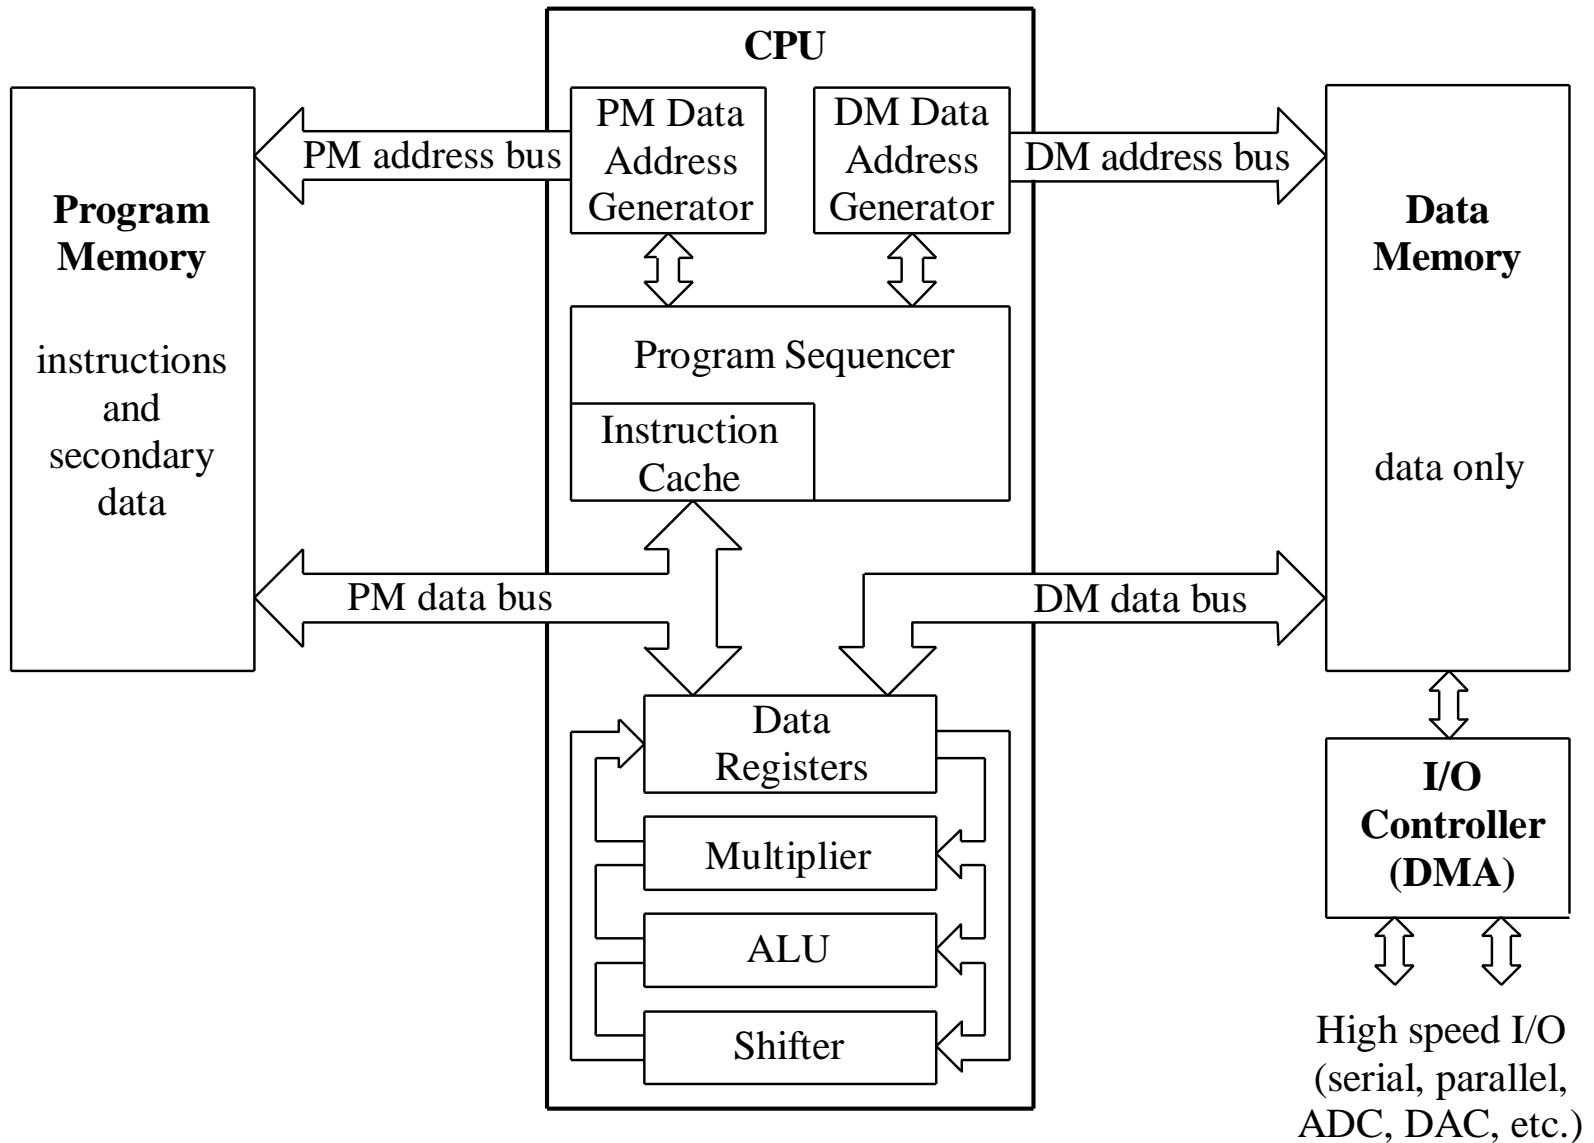 CPU
PM Data
Address
Generator
DM Data
Address
Generator
PM address bus
DM address bus
Program
Memory
instructions
and
secondary
data
Data
Memory
data only
Program Sequencer
Instruction
Cache
PM data bus
DM data bus
Data
Registers
Multiplier
ALU
Shifter
I/O
Controller
(DMA)
High speed I/O
(serial, parallel,
ADC, DAC, etc.)